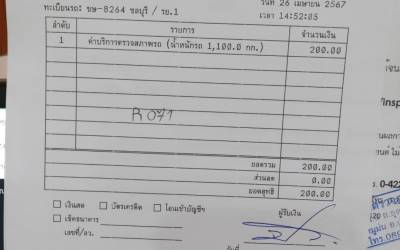 วันที่ 26 เมษายน 2567
ทะเบียนรถ: ขษ-8264 ชลบุรี / รย.1
เวลา 14:52:05
ลำดับ รายการ จำนวนเงิน
1 ค่าบริการตรวจสภาพรถ (น้ำหนักรถ 1,100.0 กก.) 200.00
R071
ยอดรวม 200.00
ส่วนลด 0.00
ยอดสุทธิ 200.00
เงินสด บัตรเครดิต โอนเข้าบัญชีฯ
ผู้รับเงิน
เช็คธนาคาร
เลขที่/ลว.
วันที่